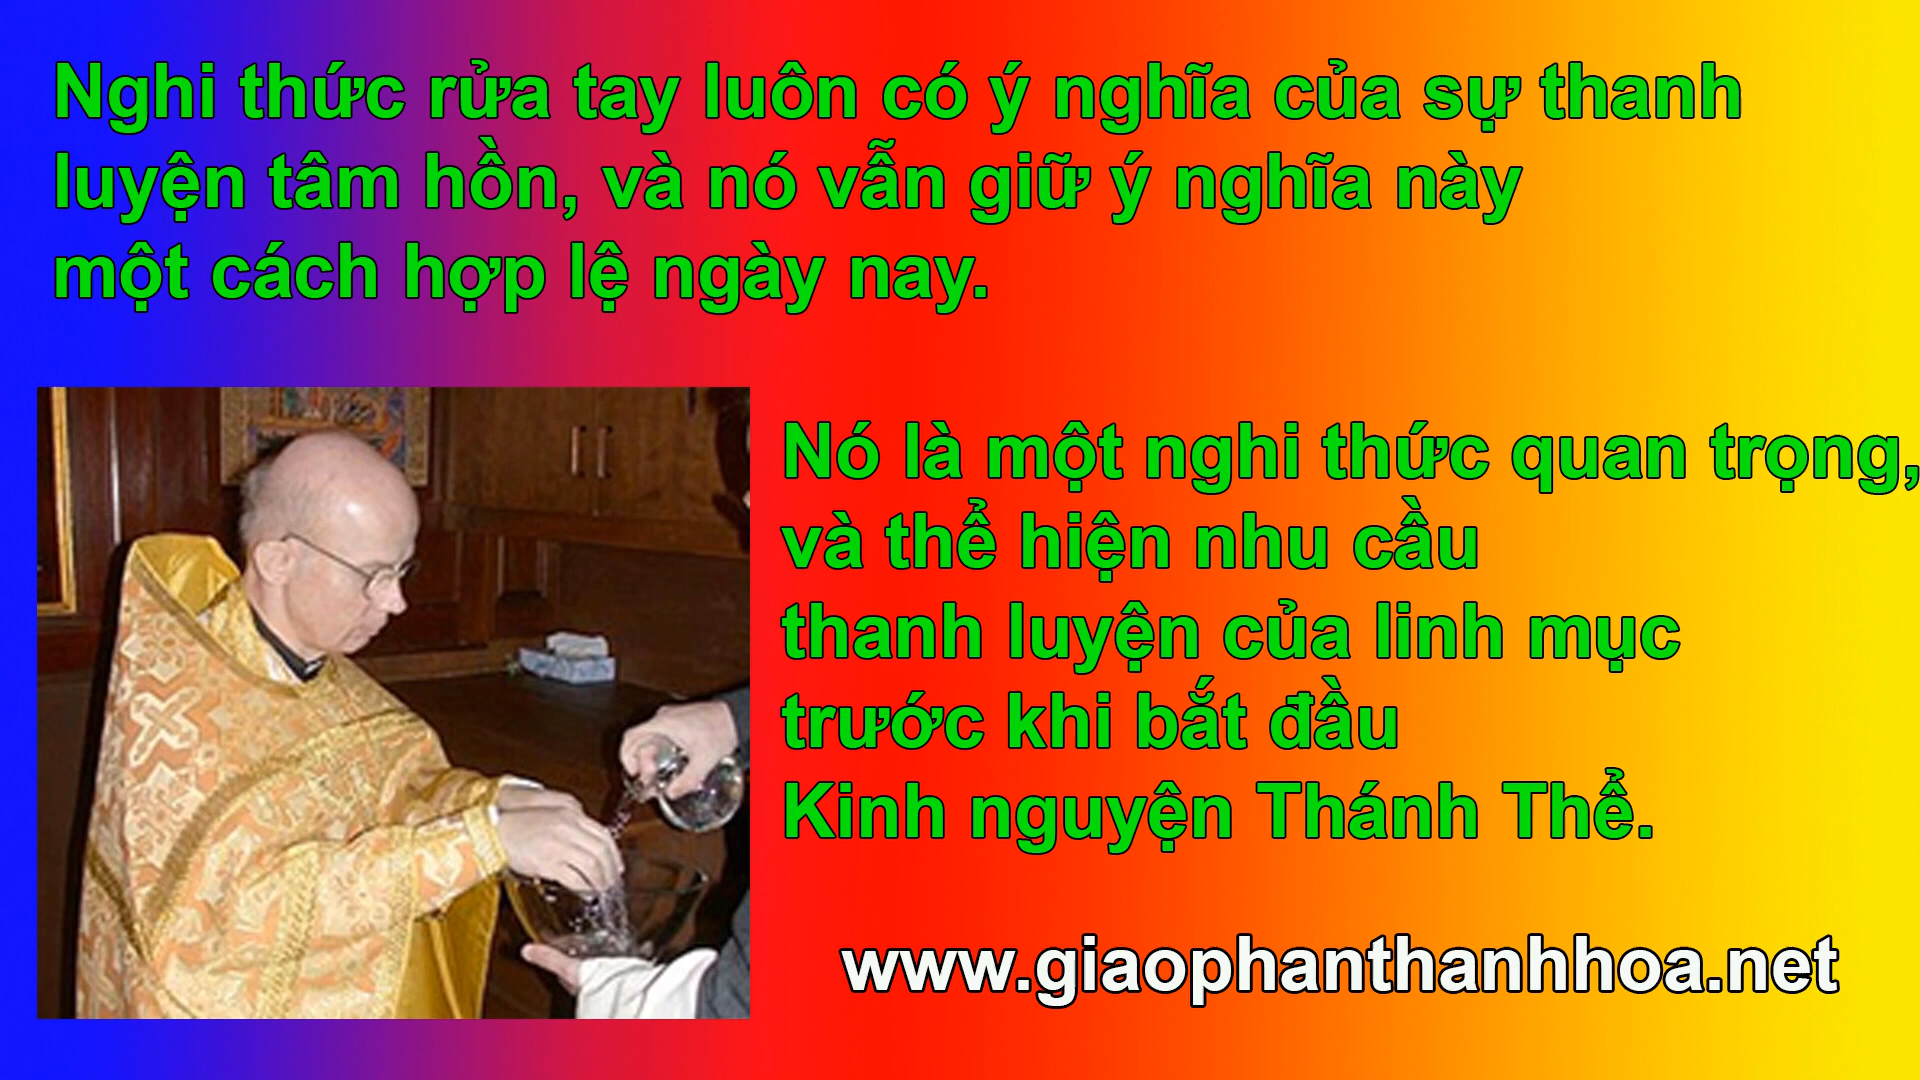 Nghi thức rửa tay luôn có ý nghĩa của sự thanh
luyện tâm hồn, và nó vẫn giữ ý nghĩa này
một cách hợp lệ ngày nay.
Nó là một nghi thức quan trọng,
và thể hiện nhu cầu
thanh luyện của linh mục
trước khi bắt đầu
Kinh nguyện Thánh Thể.
www.giaophanthanhhoa.net